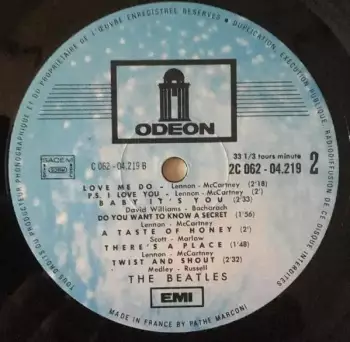 TOUS DROITS DU PRODUCTEUR PHONOGRAPHIQUE ET DU PROPRIETAIRE DE L'ŒUVRE ENREGISTREE RESERVES • DUPLICATION, EXECUTION PUBLIQUE, RADIODIFFUSION DE CE DISQUE INTERDITES
ODEON
SACEM
C 062 - 04.219 B
33 1/3 tours minute
2C 062-04.219 2
LOVE ME DO - Lennon - McCartney (2'18)
P.S. I LOVE YOU - Lennon - McCartney (2')
BABY IT'S YOU (2'33)
David Williams - Bacharach
DO YOU WANT TO KNOW A SECRET (1'56)
Lennon - McCartney
A TASTE OF HONEY (2')
Scott - Marlow
THERE'S A PLACE (1'48)
Lennon - McCartney
TWIST AND SHOUT (2'32)
Medley - Russell
THE BEATLES
EMI
MADE IN FRANCE BY PATHE MARCONI